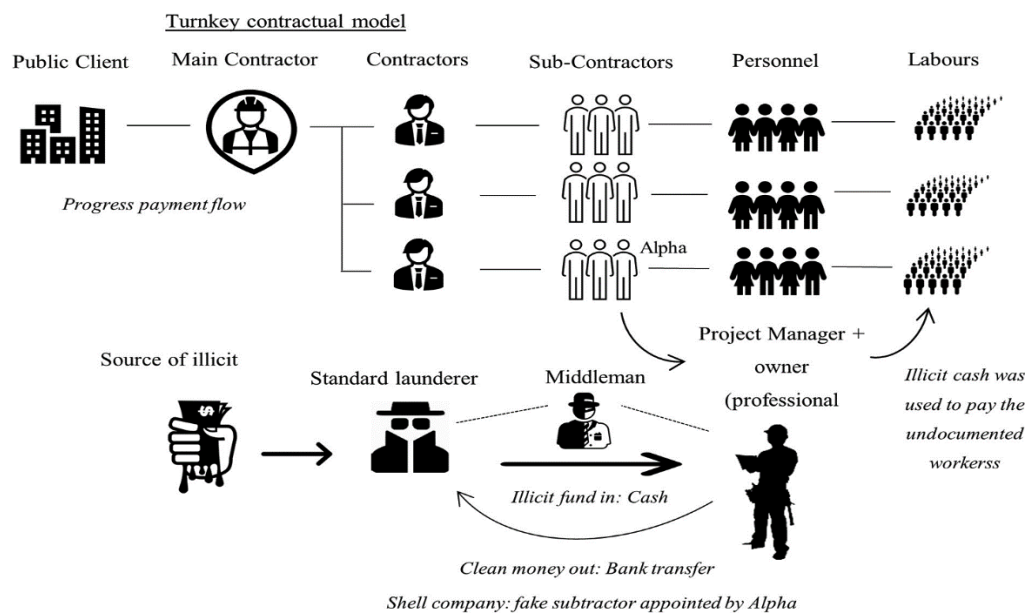 Turnkey contractual model
Public Client
Main Contractor
Contractors
Sub-Contractors
Personnel
Labours
Progress payment flow
Alpha
Source of illicit
Standard launderer
Middleman
Project Manager +
owner
(professional
Illicit cash was
used to pay the
undocumented
workerss
$
Illicit fund in: Cash
Clean money out: Bank transfer
Shell company: fake subtractor appointed by Alpha